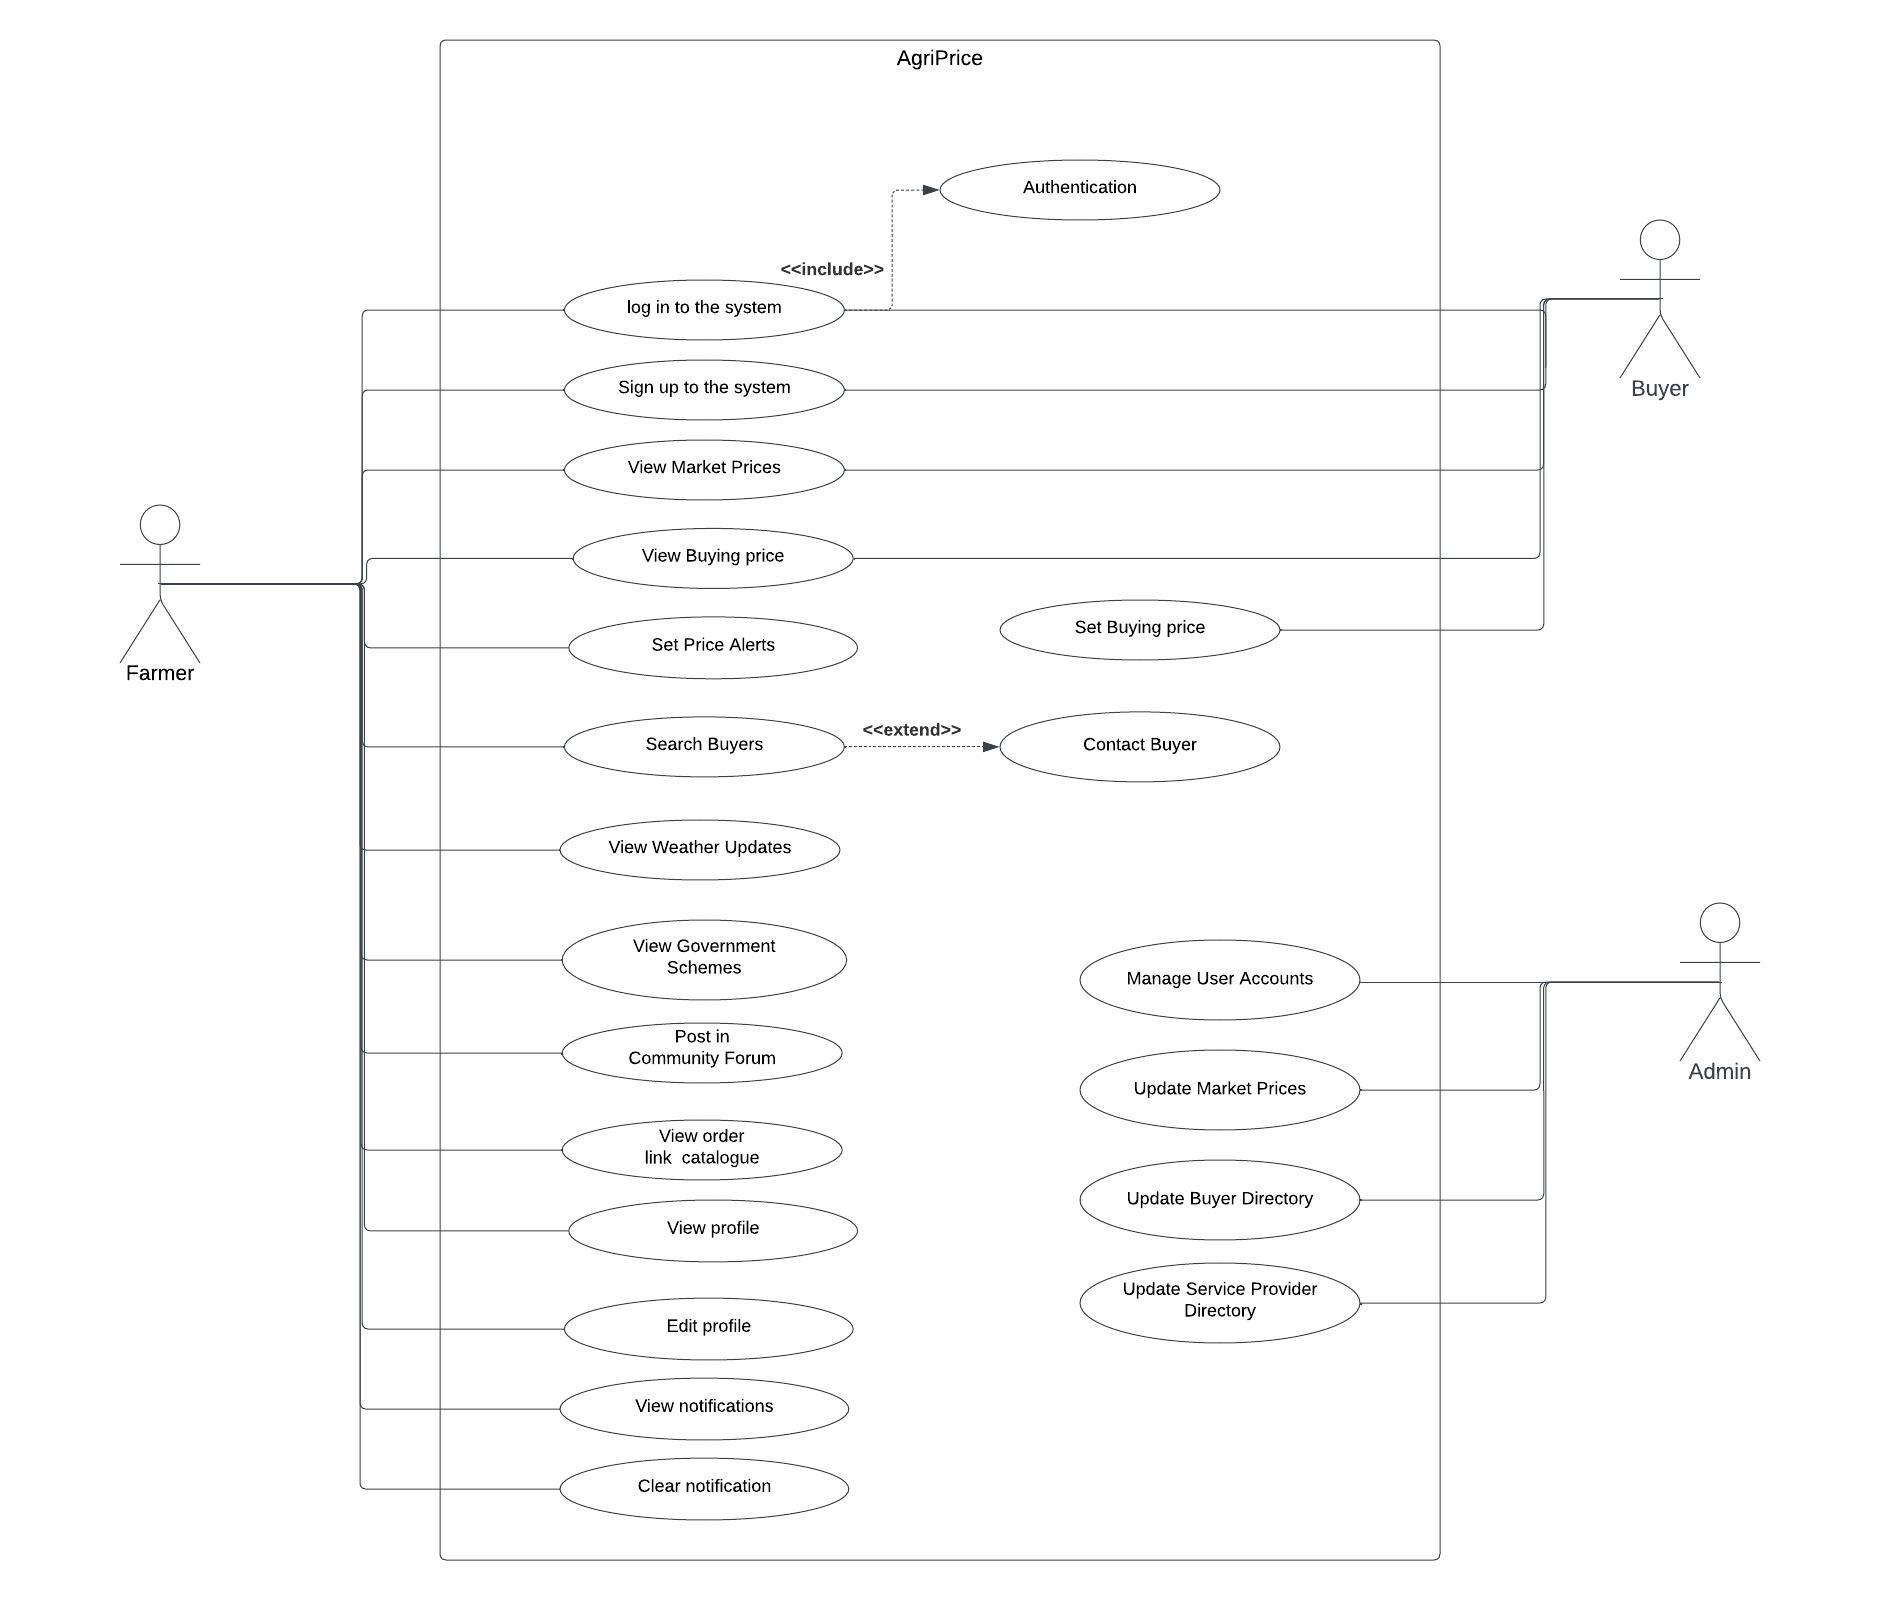 AgriPrice
Authentication
<<include>>
log in to the system
Sign up to the system
Buyer
View Market Prices
View Buying price
Set Price Alerts
Set Buying price
Farmer
<<extend>>
Search Buyers
Contact Buyer
View Weather Updates
View Government
Schemes
Manage User Accounts
Post in
Community Forum
Admin
Update Market Prices
View order
link  catalogue
Update Buyer Directory
View profile
Update Service Provider
Directory
Edit profile
View notifications
Clear notification